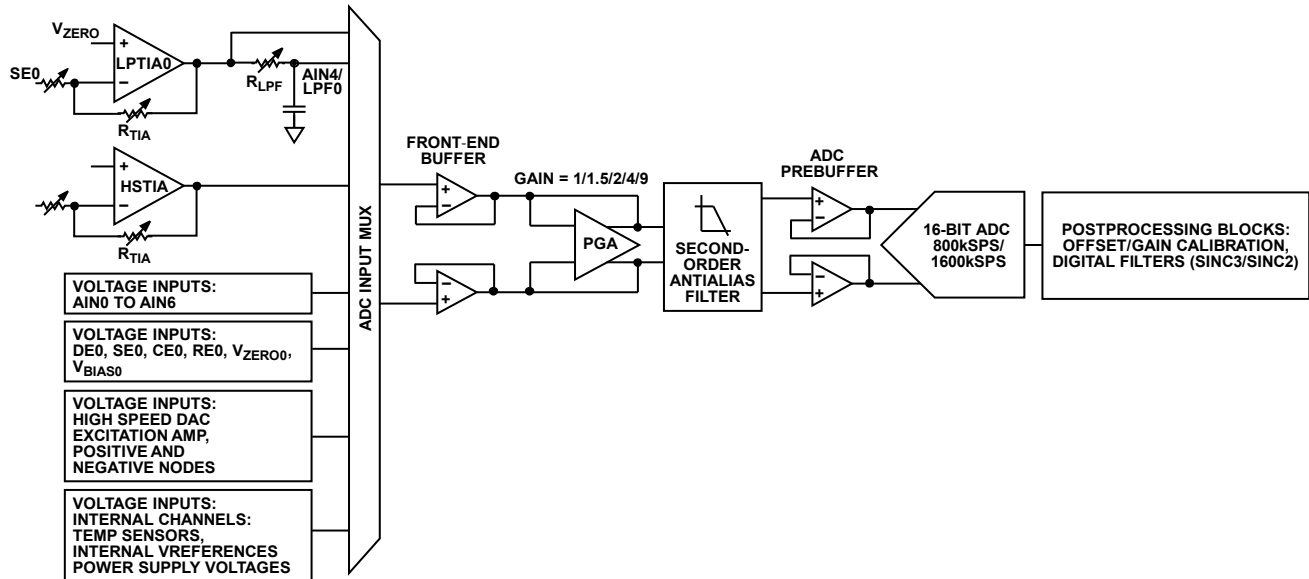 VZERO
+
LPTIA0
SE0
−
RTIA
RLPF
AIN4/
LPF0
+
HSTIA
−
RTIA
VOLTAGE INPUTS:
AIN0 TO AIN6
VOLTAGE INPUTS:
DE0, SE0, CE0, RE0, VZERO0,
VBIAS0
VOLTAGE INPUTS:
HIGH SPEED DAC
EXCITATION AMP,
POSITIVE AND
NEGATIVE NODES
VOLTAGE INPUTS:
INTERNAL CHANNELS:
TEMP SENSORS,
INTERNAL VREFERENCES
POWER SUPPLY VOLTAGES
ADC INPUT MUX
FRONT-END
BUFFER
+
−
−
+
GAIN = 1/1.5/2/4/9
PGA
SECOND-
ORDER
ANTIALIAS
FILTER
ADC
PREBUFFER
+
−
−
+
16-BIT ADC
800kSPS/
1600kSPS
POSTPROCESSING BLOCKS:
OFFSET/GAIN CALIBRATION,
DIGITAL FILTERS (SINC3/SINC2)